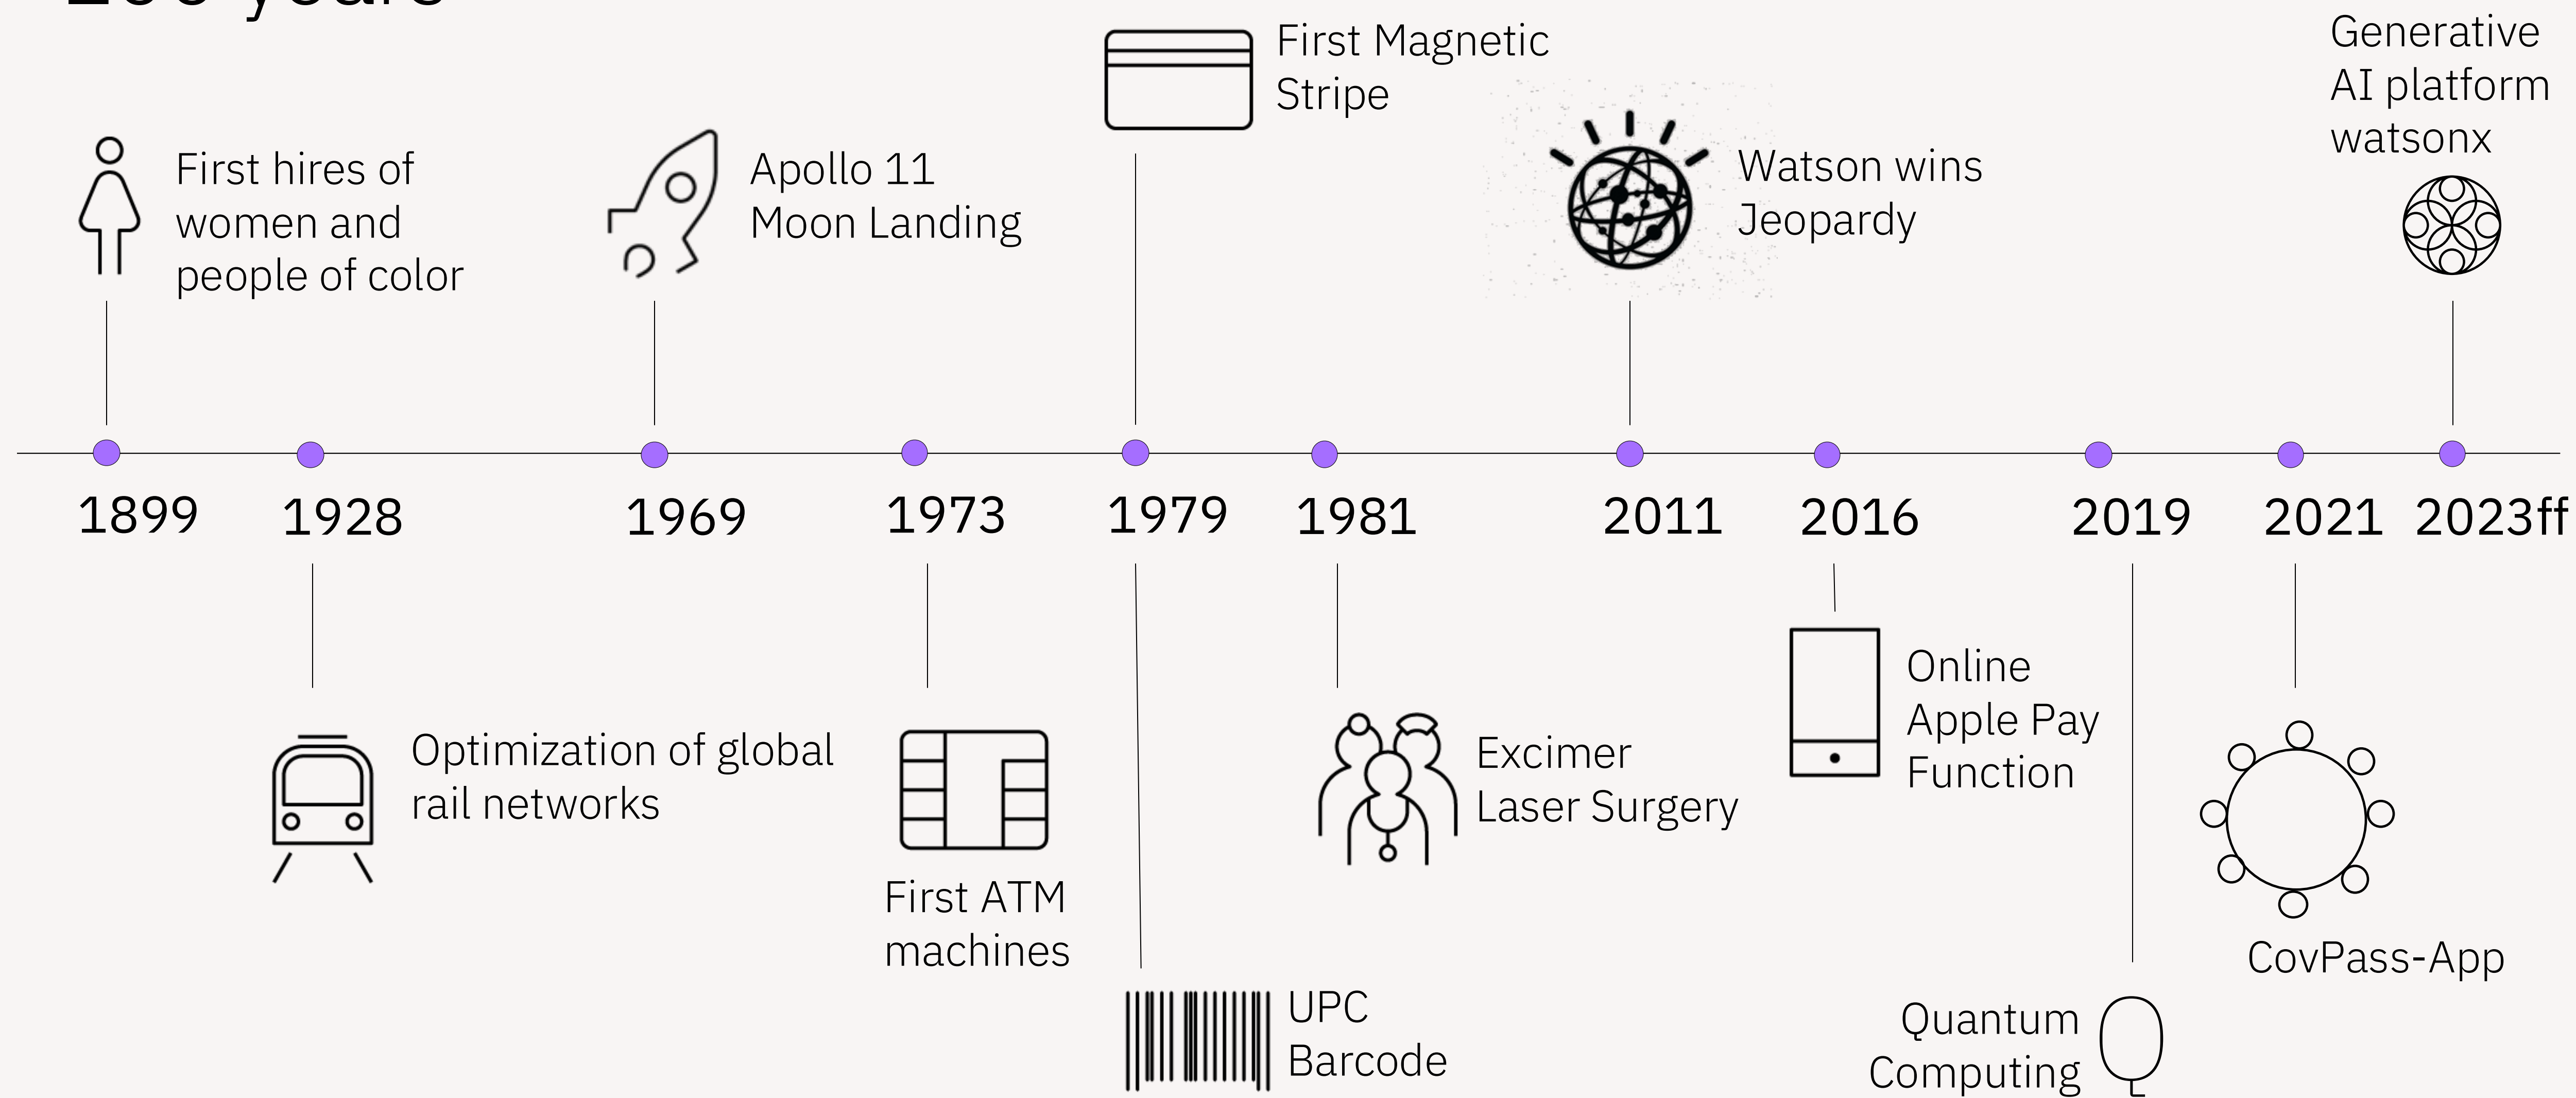 First Magnetic
Stripe
Generative
AI platform
watsonx
First hires of
women and
people of color
Apollo 11
Moon Landing
Watson wins
Jeopardy
1899
1928
1969
1973
1979
1981
2011
2016
2019
2021
2023ff
Optimization of global
rail networks
First ATM
machines
UPC
Barcode
Excimer
Laser Surgery
Online
Apple Pay
Function
Quantum
Computing
Q
CovPass-App